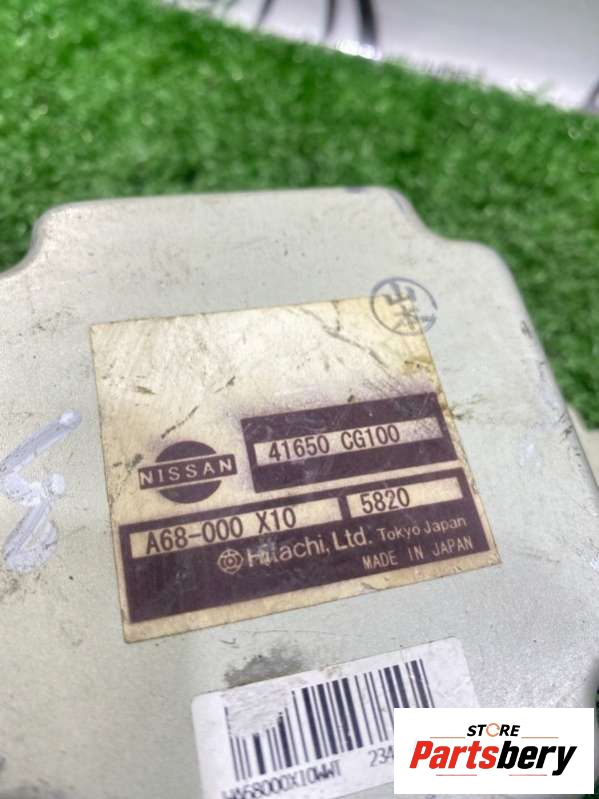 41650 CG100
NISSAN
A68-000 X10 5820
Hitachi, Ltd. Tokyo Japan
MADE IN JAPAN
STORE
Partsbery